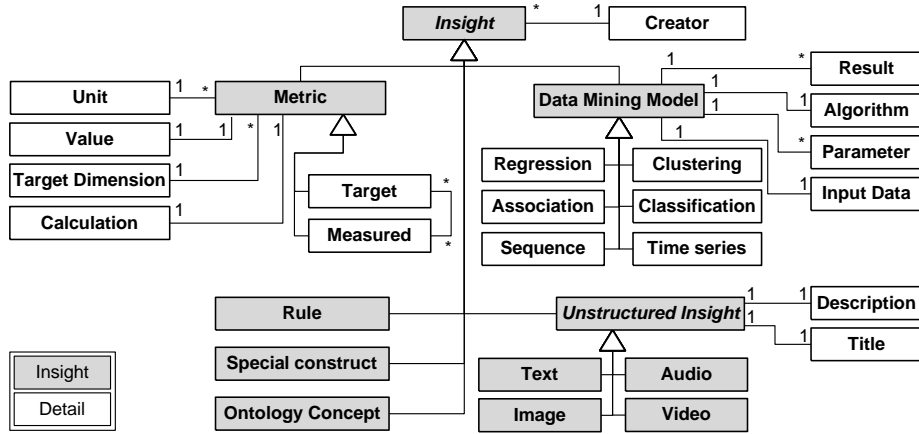 Insight
* 1
Creator
Unit
1 *
Metric
Value
1 1
Target Dimension
1 *
Calculation
1 1
Target
*
Measured
*
Data Mining Model
1 *
Result
1 1
Algorithm
1 *
Parameter
1 1
Input Data
Regression
Clustering
Association
Classification
Sequence
Time series
Rule
Special construct
Ontology Concept
Unstructured Insight
1 1
Description
1 1
Title
Text
Audio
Image
Video
Insight
Detail